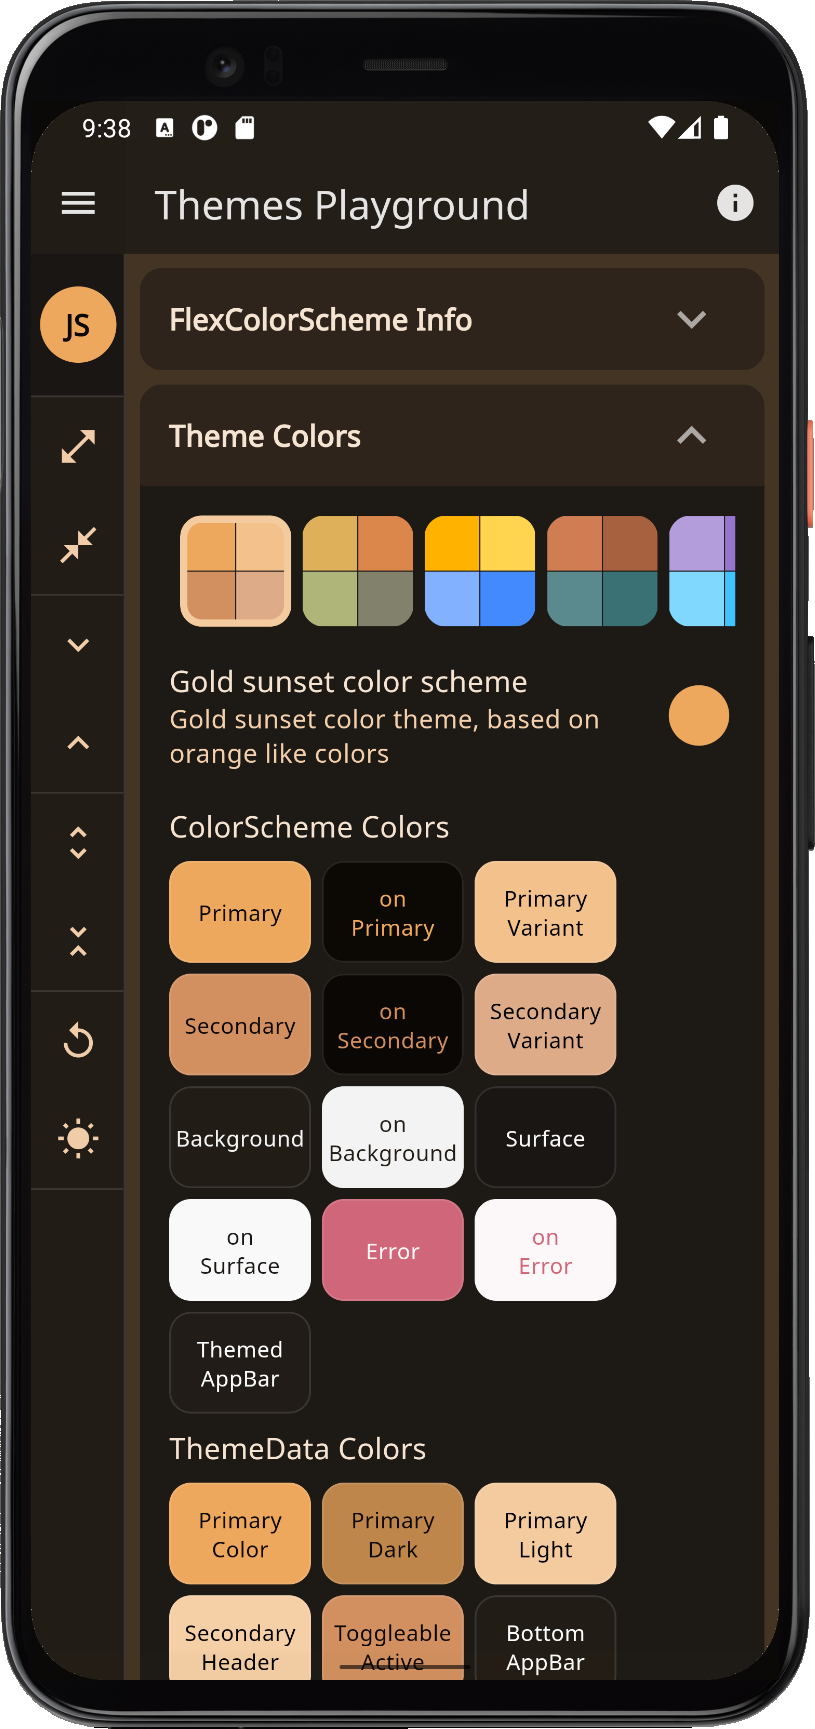 9:38
A
Themes Playground
JS
FlexColorScheme Info
Theme Colors
Gold sunset color scheme
Gold sunset color theme, based on
orange like colors
ColorScheme Colors
Primary
on
Primary
Primary
Variant
Secondary
on
Secondary
Secondary
Variant
Background
on
Background
Surface
on
Surface
Error
on
Error
Themed
AppBar
ThemeData Colors
Primary
Color
Primary
Dark
Primary
Light
Secondary
Header
Toggleable
Active
Bottom
AppBar